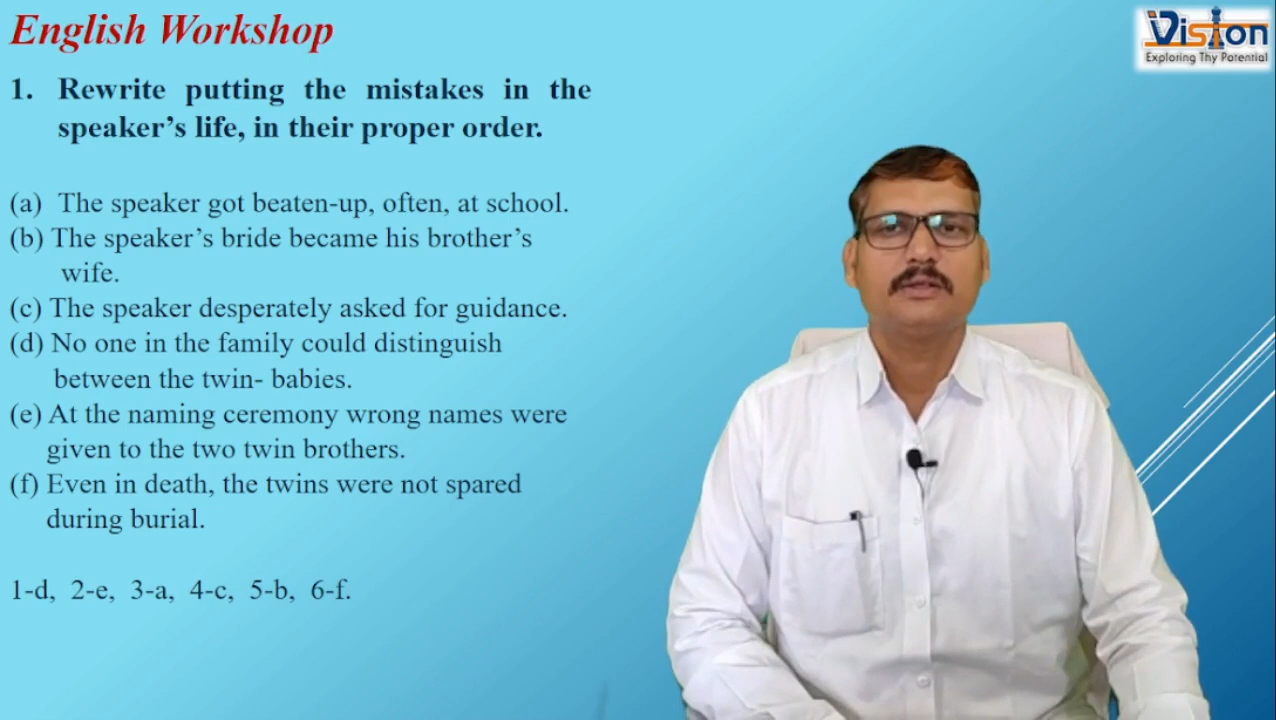 English Workshop
Vision
Exploring Thy Potential
1. Rewrite putting the mistakes in the
speaker's life, in their proper order.
(a) The speaker got beaten-up, often, at school.
(b) The speaker's bride became his brother's
wife.
(c) The speaker desperately asked for guidance.
(d) No one in the family could distinguish
between the twin- babies.
(e) At the naming ceremony wrong names were
given to the two twin brothers.
(f) Even in death, the twins were not spared
during burial.
1-d, 2-e, 3-a, 4-c, 5-b, 6-f.